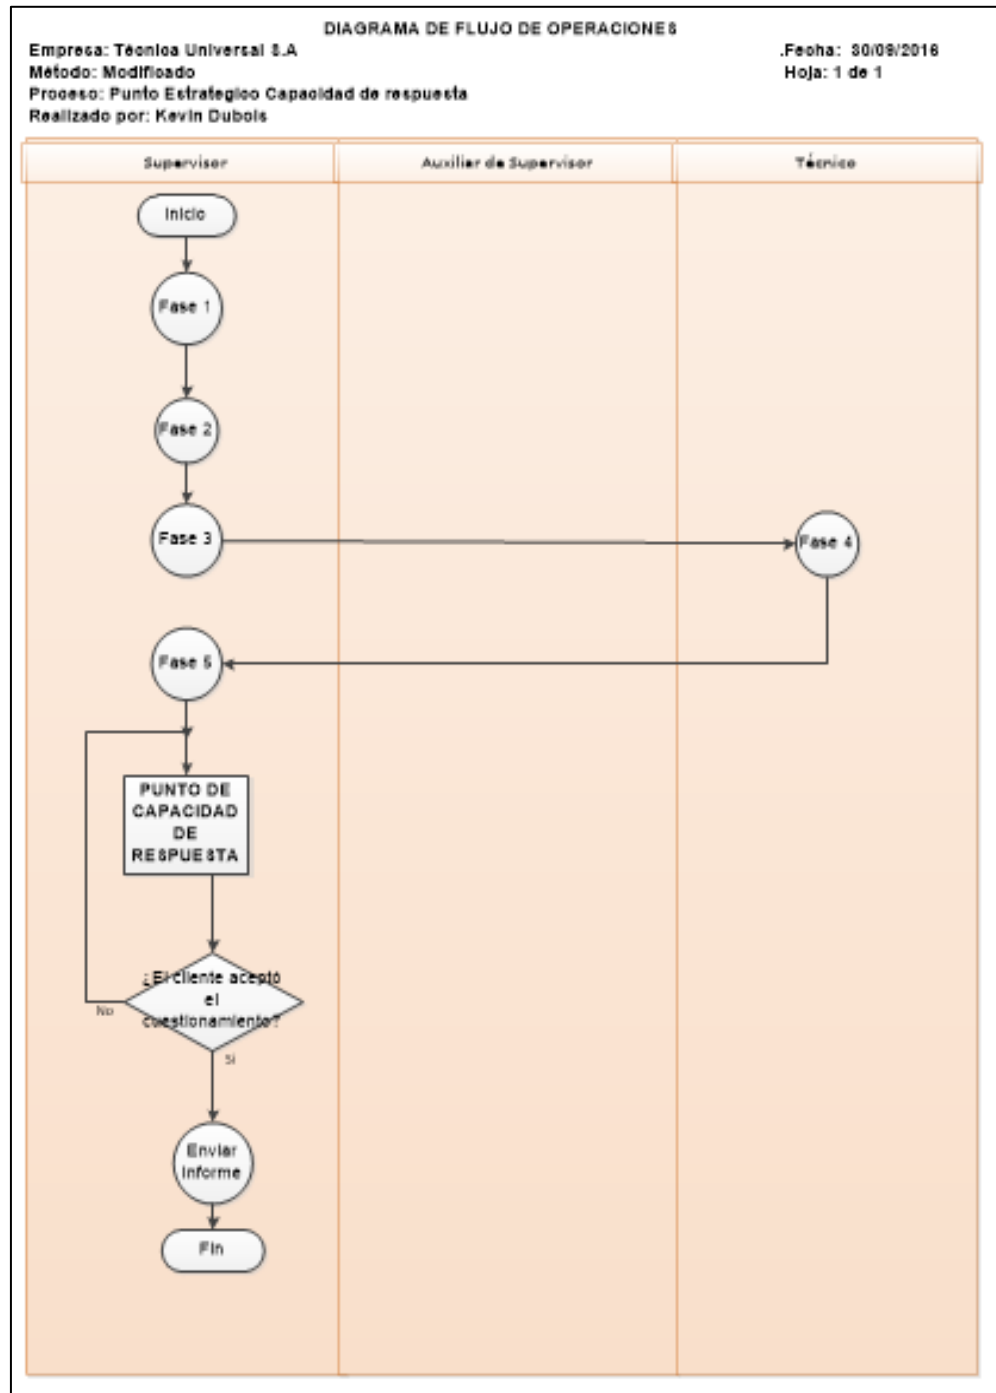 DIAGRAMA DE FLUJO DE OPERACIONES
Empresa: Técnica Universal S.A
.Fecha: 30/09/2016
Método: Modificado
Hoja: 1 de 1
Proceso: Punto Estrategico Capacidad de respuesta
Realizado por: Kevin Dubois
Supervisor
Auxiliar de Supervisor
Técnico
Inicio
Fase 1
Fase 2
Fase 3
Fase 4
Fase 5
PUNTO DE
CAPACIDAD
DE
RESPUESTA
¿El cliente aceptó
el
cuestionamiento?
No
Si
Enviar
informe
Fin